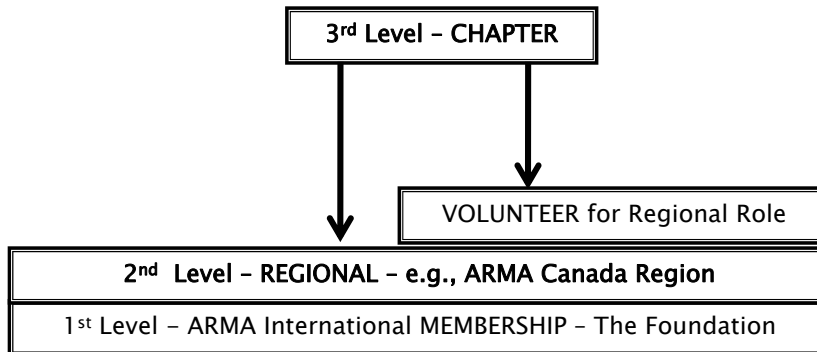 3rd Level – CHAPTER
VOLUNTEER for Regional Role
2nd Level – REGIONAL – e.g., ARMA Canada Region
1st Level – ARMA International MEMBERSHIP – The Foundation